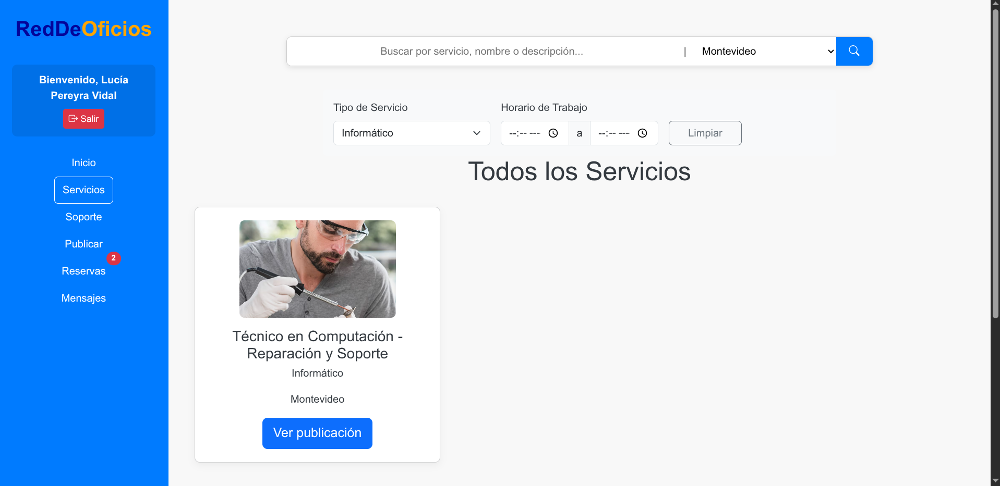 RedDeOficios
Bienvenido, Lucía
Pereyra Vidal
Salir
Inicio
Servicios
Soporte
Publicar
2
Reservas
Mensajes
Buscar por servicio, nombre o descripción... | Montevideo
Tipo de Servicio Horario de Trabajo
Informático --:-- --- a --:-- --- Limpiar
Todos los Servicios
Técnico en Computación -
Reparación y Soporte
Informático
Montevideo
Ver publicación